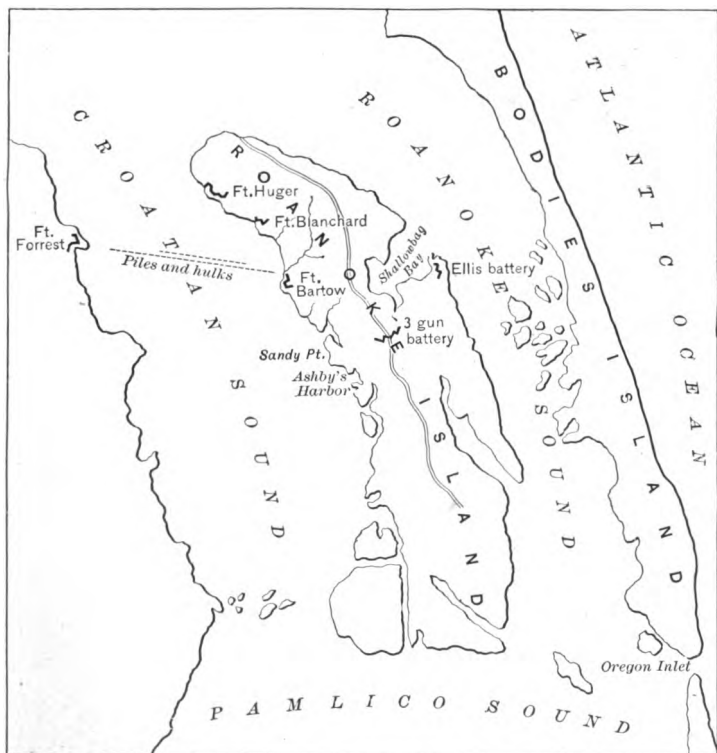 ATLANTIC OCEAN
BODIES ISLAND
ROANOKE SOUND
CROATAN SOUND
ROANOKE ISLAND
Ft. Huger
Ft. Blanchard
Ft.
Forrest
Piles and hulks
Ft.
Bartow
Shallowbag
Bay
Ellis battery
3 gun
battery
Sandy Pt.
Ashby's
Harbor
Oregon Inlet
PAMLICO SOUND